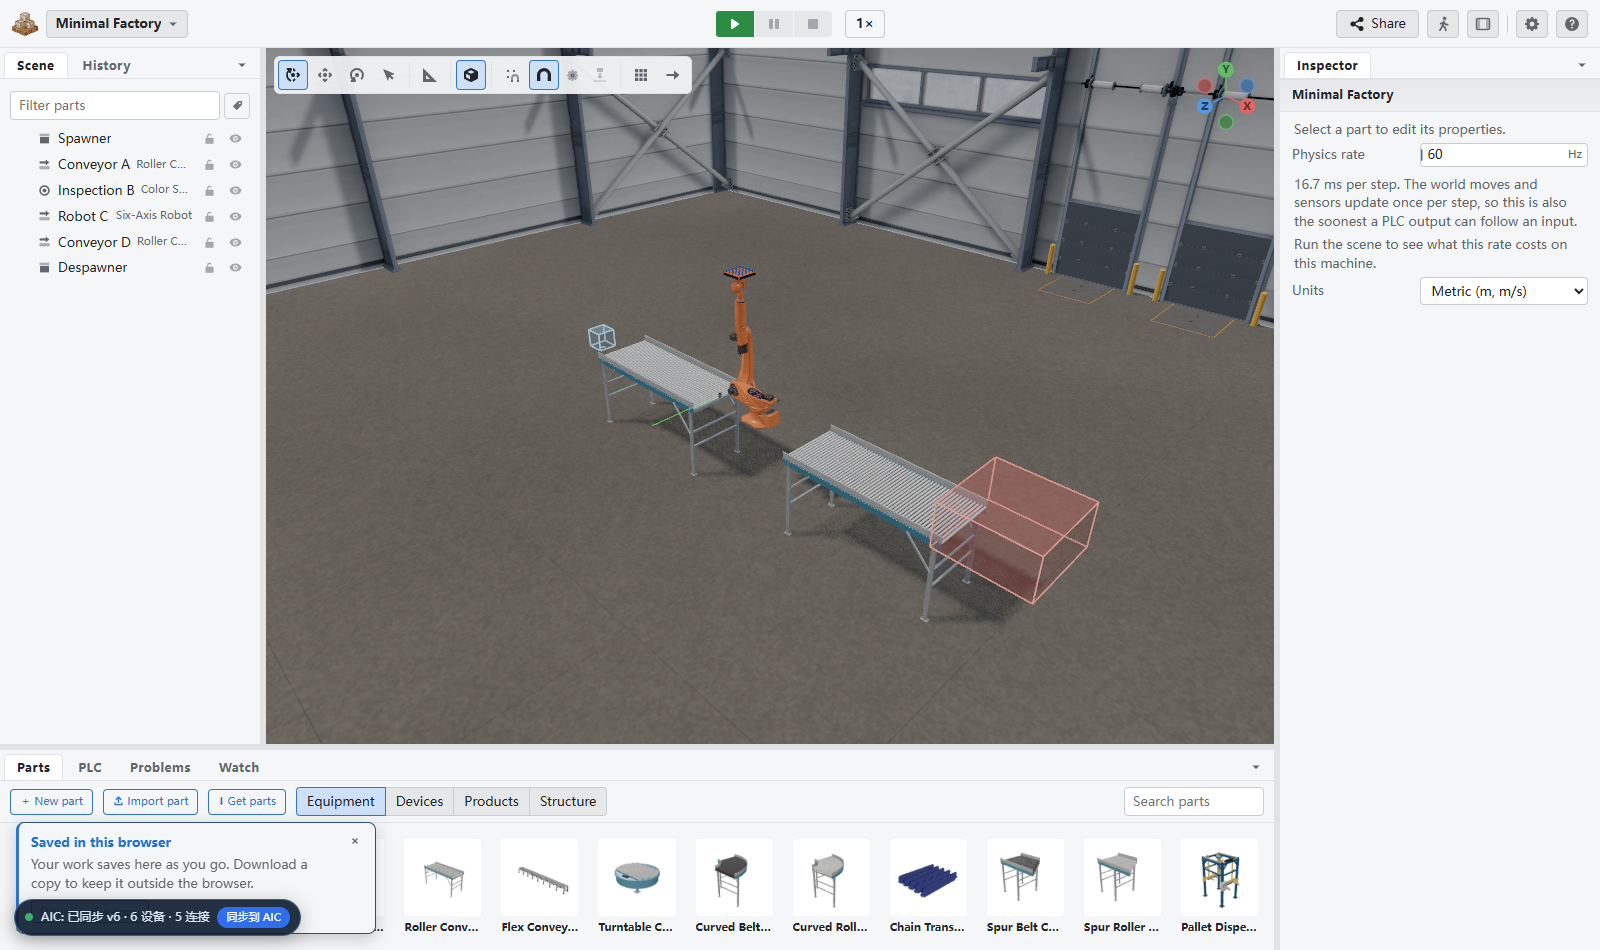 Minimal Factory
1×
Share
Scene
History
Filter parts
Spawner
Conveyor A Roller C...
Inspection B Color S...
Robot C Six-Axis Robot
Conveyor D Roller C...
Despawner
Y
Z
X
Inspector
Minimal Factory
Select a part to edit its properties.
Physics rate 60 Hz
16.7 ms per step. The world moves and
sensors update once per step, so this is also
the soonest a PLC output can follow an input.
Run the scene to see what this rate costs on
this machine.
Units Metric (m, m/s)
Parts
PLC
Problems
Watch
+ New part
Import part
Get parts
Equipment
Devices
Products
Structure
Search parts
Saved in this browser
Your work saves here as you go. Download a
copy to keep it outside the browser.
AIC: 已同步 v6 · 6 设备 · 5 连接 同步到 AIC
Roller Conv...
Flex Convey...
Turntable C...
Curved Belt...
Curved Roll...
Chain Trans...
Spur Belt C...
Spur Roller ...
Pallet Dispe...